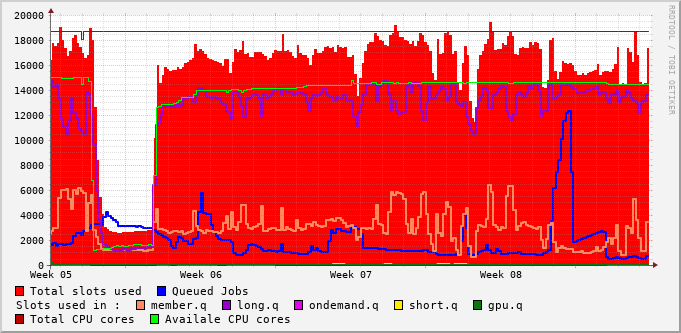 20000
18000
16000
14000
12000
10000
8000
6000
4000
2000
0
Week 05 Week 06 Week 07 Week 08
Total slots used Queued Jobs
Slots used in : member.q long.q ondemand.q short.q gpu.q
Total CPU cores Availale CPU cores
RRDTOOL / TOBI OETIKER